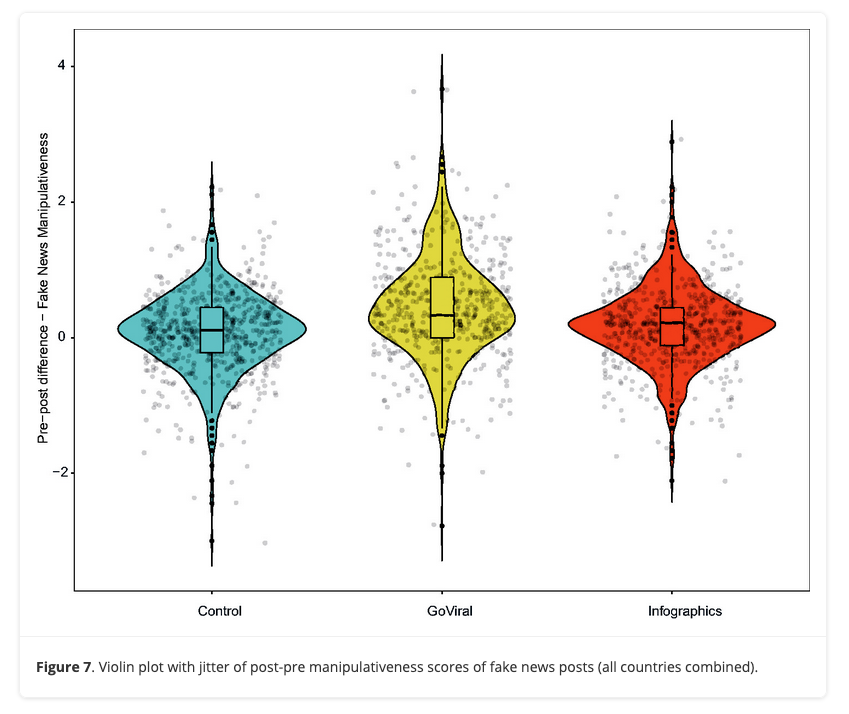 Pre−post difference − Fake News Manipulativeness
4
2
0
−2
Control GoViral Infographics
Figure 7. Violin plot with jitter of post-pre manipulativeness scores of fake news posts (all countries combined).